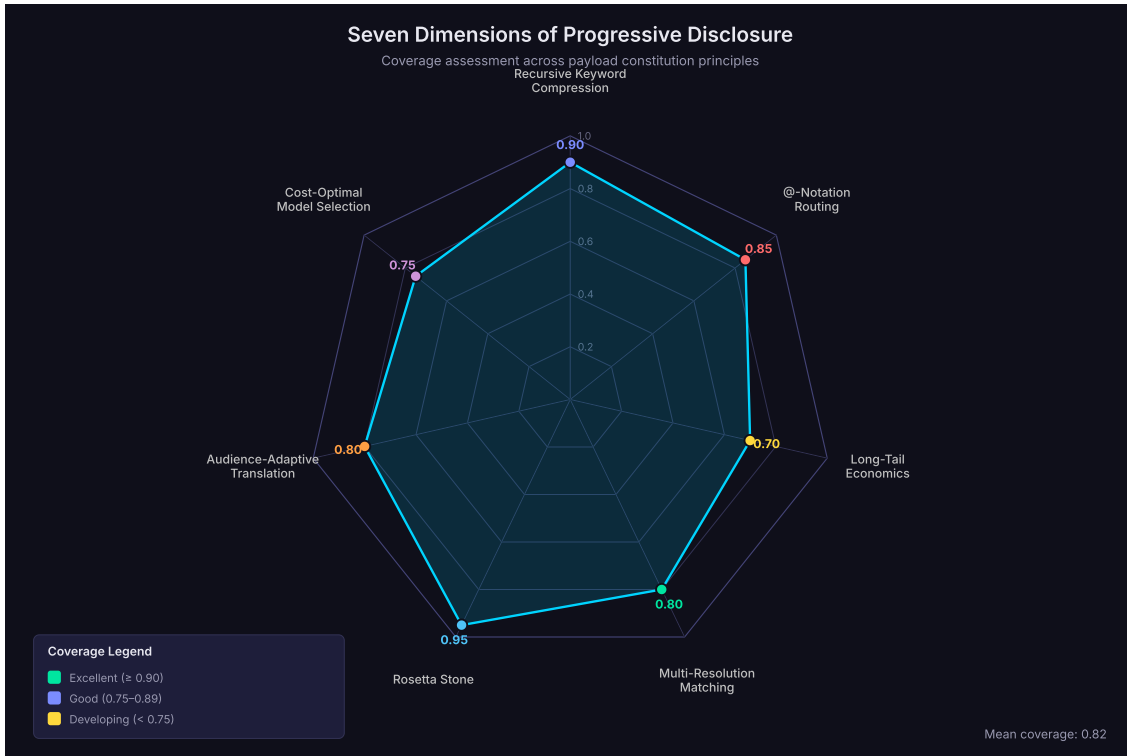 Seven Dimensions of Progressive Disclosure
Coverage assessment across payload constitution principles
Recursive Keyword
Compression
1.0
0.90
0.8
0.6
0.4
0.2
@-Notation
Routing
0.85
Long-Tail
Economics
0.70
Multi-Resolution
Matching
0.80
Rosetta Stone
0.95
Audience-Adaptive
Translation
0.80
Cost-Optimal
Model Selection
0.75
Coverage Legend
Excellent (≥ 0.90)
Good (0.75–0.89)
Developing (< 0.75)
Mean coverage: 0.82